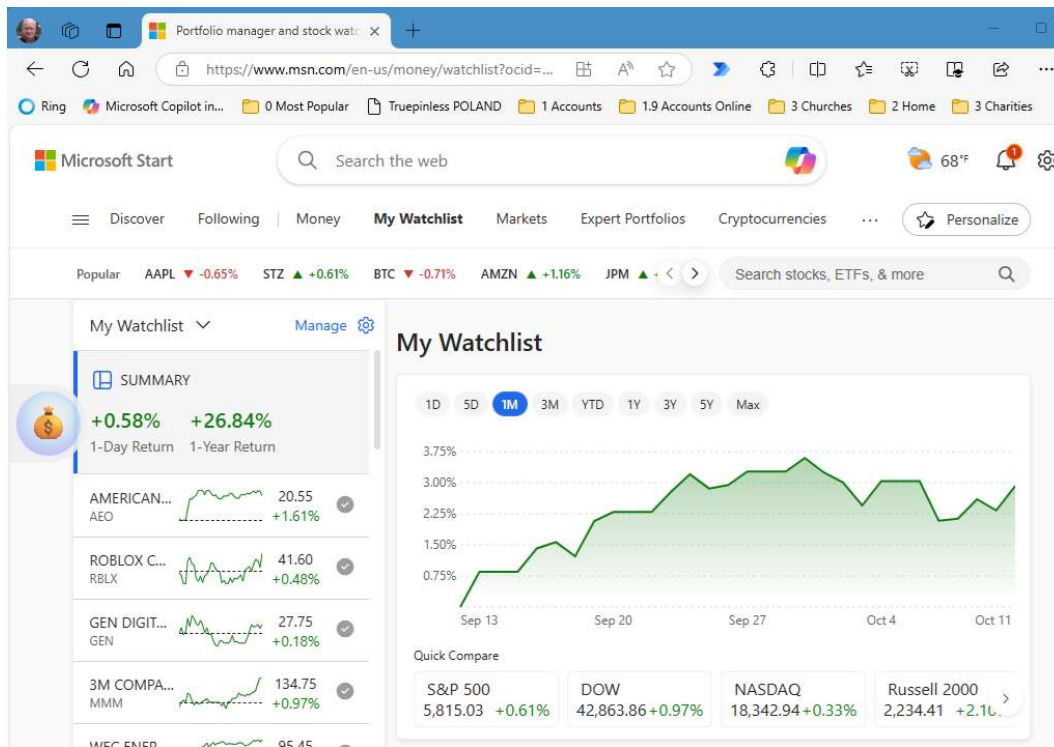 Portfolio manager and stock watc
https://www.msn.com/en-us/money/watchlist?ocid=...
Ring Microsoft Copilot in... 0 Most Popular Truepinless POLAND 1 Accounts 1.9 Accounts Online 3 Churches 2 Home 3 Charities
Microsoft Start Search the web 68°F 1
Discover Following Money My Watchlist Markets Expert Portfolios Cryptocurrencies ... Personalize
Popular AAPL ▼ -0.65% STZ ▲ +0.61% BTC ▼ -0.71% AMZN ▲ +1.16% JPM ▲ Search stocks, ETFs, & more
My Watchlist Manage
SUMMARY
+0.58% +26.84%
1-Day Return 1-Year Return
AMERICAN... 20.55
AEO +1.61%
ROBLOX C... 41.60
RBLX +0.48%
GEN DIGIT... 27.75
GEN +0.18%
3M COMPA... 134.75
MMM +0.97%
WEC ENER 95.45
My Watchlist
1D 5D 1M 3M YTD 1Y 3Y 5Y Max
3.75%
3.00%
2.25%
1.50%
0.75%
Sep 13 Sep 20 Sep 27 Oct 4 Oct 11
Quick Compare
S&P 500 DOW NASDAQ Russell 2000
5,815.03 +0.61% 42,863.86 +0.97% 18,342.94 +0.33% 2,234.41